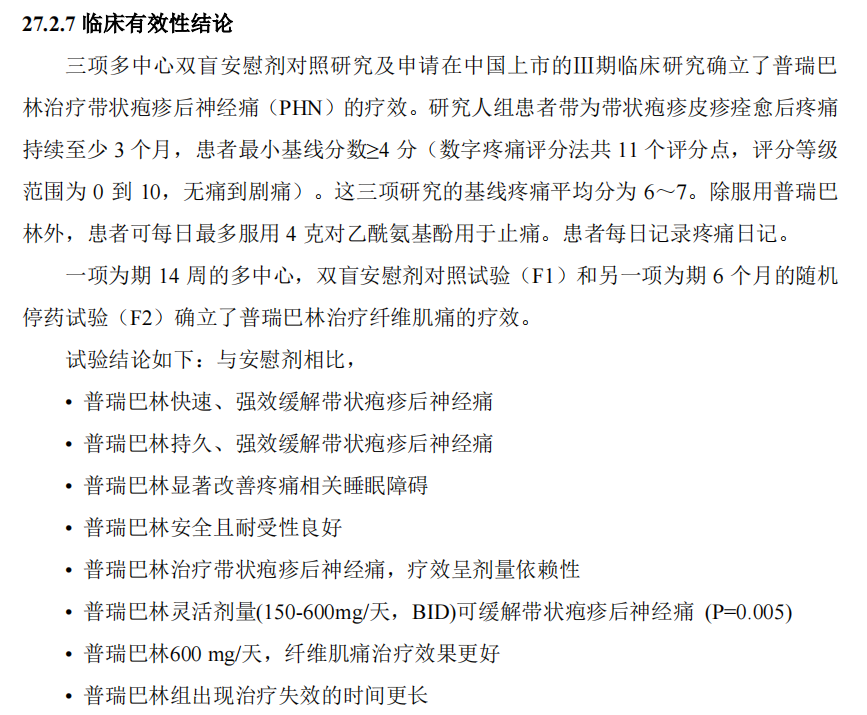 27.2.7 临床有效性结论
三项多中心双盲安慰剂对照研究及申请在中国上市的Ⅲ期临床研究确立了普瑞巴
林治疗带状疱疹后神经痛（PHN）的疗效。研究人组患者带为带状疱疹皮疹痊愈后疼痛
持续至少 3 个月，患者最小基线分数≥4 分（数字疼痛评分法共 11 个评分点，评分等级
范围为 0 到 10，无痛到剧痛）。这三项研究的基线疼痛平均分为 6～7。除服用普瑞巴
林外，患者可每日最多服用 4 克对乙酰氨基酚用于止痛。患者每日记录疼痛日记。
一项为期 14 周的多中心，双盲安慰剂对照试验（F1）和另一项为期 6 个月的随机
停药试验（F2）确立了普瑞巴林治疗纤维肌痛的疗效。
试验结论如下：与安慰剂相比，
• 普瑞巴林快速、强效缓解带状疱疹后神经痛
• 普瑞巴林持久、强效缓解带状疱疹后神经痛
• 普瑞巴林显著改善疼痛相关睡眠障碍
• 普瑞巴林安全且耐受性良好
• 普瑞巴林治疗带状疱疹后神经痛，疗效呈剂量依赖性
• 普瑞巴林灵活剂量(150-600mg/天，BID)可缓解带状疱疹后神经痛 (P=0.005)
• 普瑞巴林600 mg/天，纤维肌痛治疗效果更好
• 普瑞巴林组出现治疗失效的时间更长